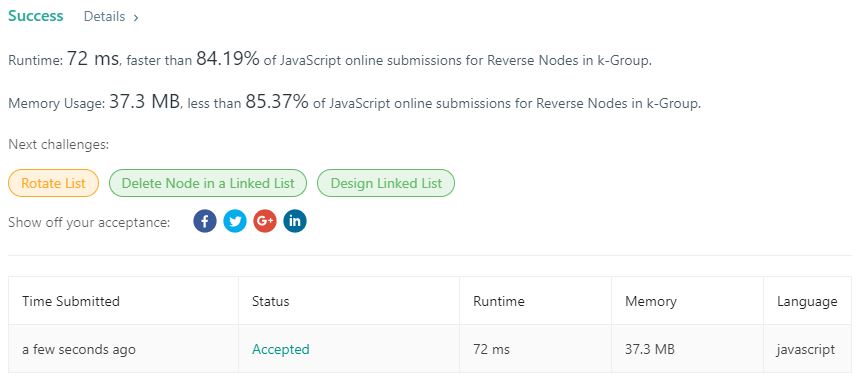 Success Details ›
Runtime: 72 ms, faster than 84.19% of JavaScript online submissions for Reverse Nodes in k-Group.
Memory Usage: 37.3 MB, less than 85.37% of JavaScript online submissions for Reverse Nodes in k-Group.
Next challenges:
Rotate List Delete Node in a Linked List Design Linked List
Show off your acceptance: f G+ in
Time Submitted Status Runtime Memory Language
a few seconds ago Accepted 72 ms 37.3 MB javascript